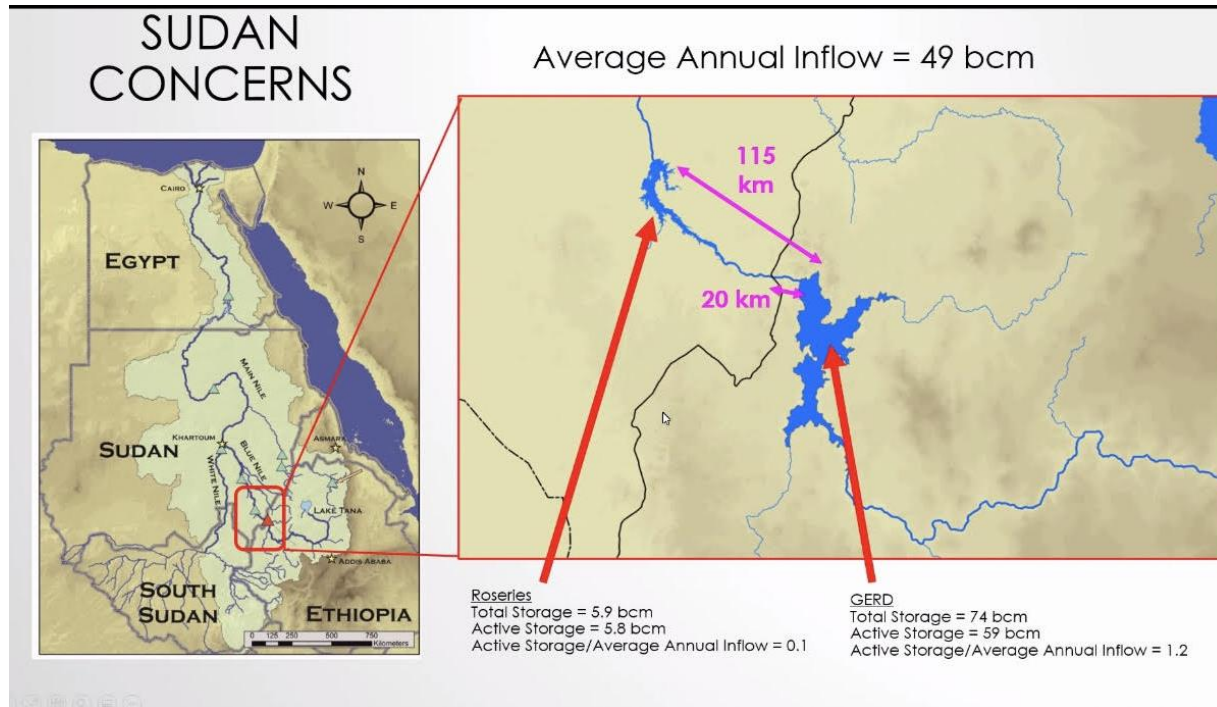 SUDAN
CONCERNS
Average Annual Inflow = 49 bcm
CAIRO
N
W
E
S
EGYPT
MAIN NILE
KHARTOUM
ASMARA
SUDAN
BLUE NILE
WHITE NILE
LAKE TANA
ADDIS ABABA
SOUTH
SUDAN
ETHIOPIA
0 125 250 500 750
Kilometers
115
km
20 km
Roseries
Total Storage = 5.9 bcm
Active Storage = 5.8 bcm
Active Storage/Average Annual Inflow = 0.1
GERD
Total Storage = 74 bcm
Active Storage = 59 bcm
Active Storage/Average Annual Inflow = 1.2